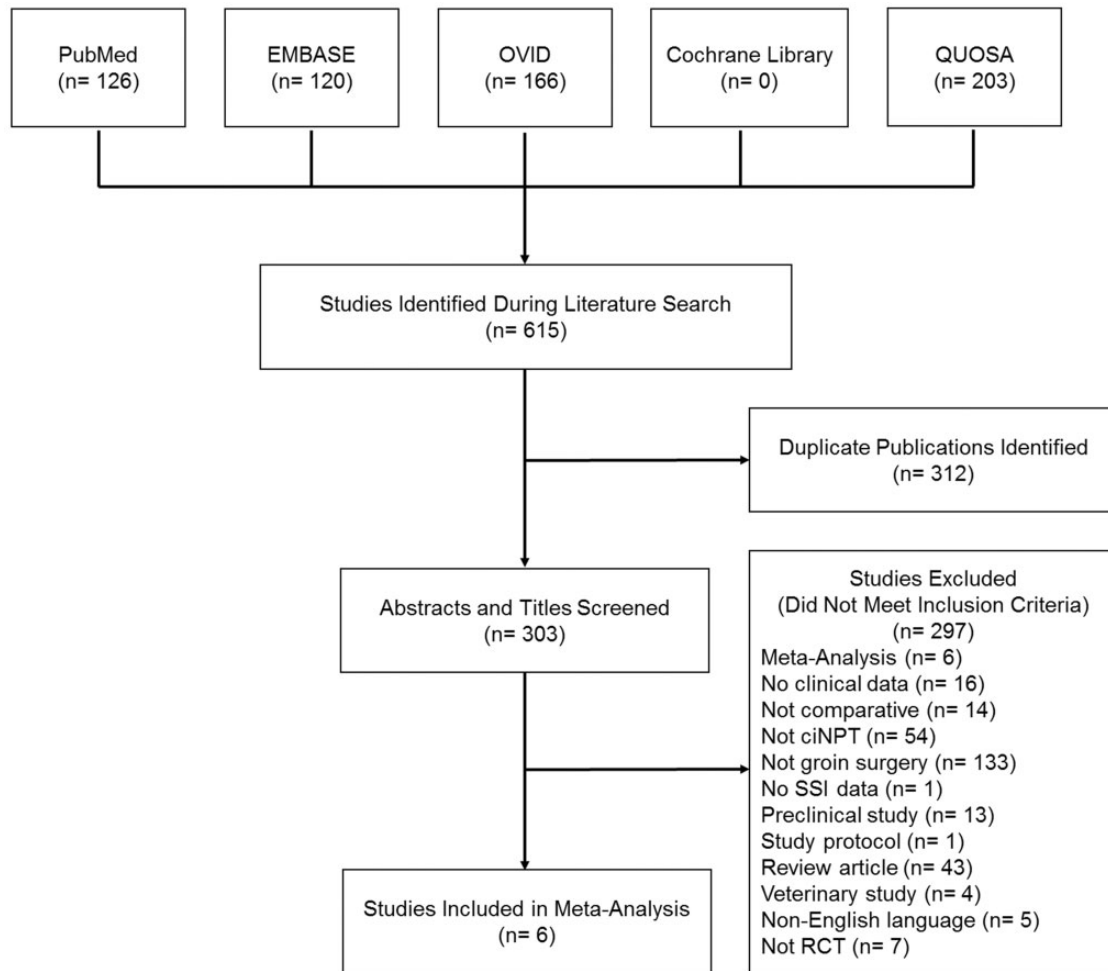 PubMed
(n= 126)
EMBASE
(n= 120)
OVID
(n= 166)
Cochrane Library
(n= 0)
QUOSA
(n= 203)
Studies Identified During Literature Search
(n= 615)
Duplicate Publications Identified
(n= 312)
Abstracts and Titles Screened
(n= 303)
Studies Excluded
(Did Not Meet Inclusion Criteria)
(n= 297)
Meta-Analysis (n= 6)
No clinical data (n= 16)
Not comparative (n= 14)
Not ciNPT (n= 54)
Not groin surgery (n= 133)
No SSI data (n= 1)
Preclinical study (n= 13)
Study protocol (n= 1)
Review article (n= 43)
Veterinary study (n= 4)
Non-English language (n= 5)
Not RCT (n= 7)
Studies Included in Meta-Analysis
(n= 6)